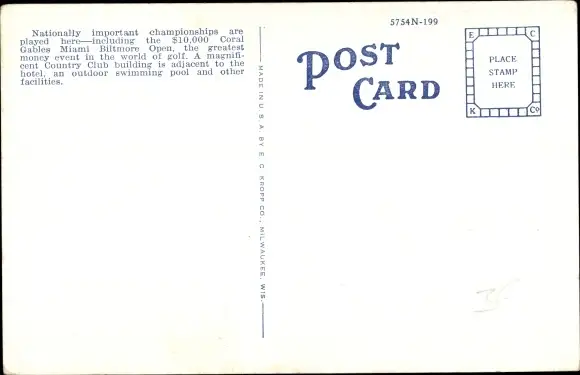 Nationally important championships are
played here—including the $10,000 Coral
Gables Miami Biltmore Open, the greatest
money event in the world of golf. A magnifi-
cent Country Club building is adjacent to the
hotel, an outdoor swimming pool and other
facilities.
MADE IN U. S. A. BY E. C. KROPP CO., MILWAUKEE, WIS.
5754N-199
POST
CARD
E C
PLACE
STAMP
HERE
K Co